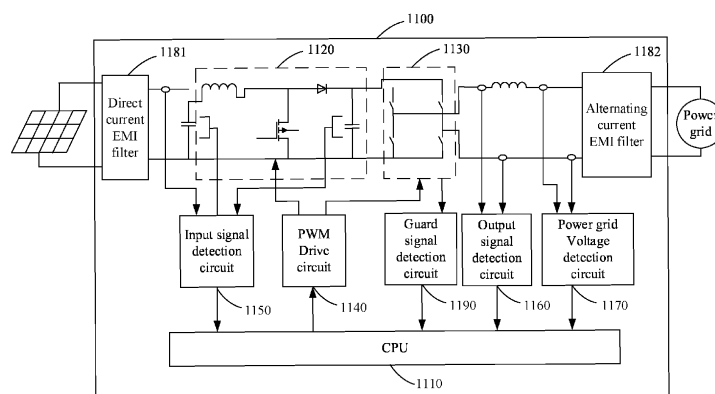 1100
1181
1120
1130
1182
Direct
current EMI
filter
Alternating
current
EMI filter
Power
grid
Input signal
detection
circuit
PWM
Drive
circuit
Guard
signal
detection
circuit
Output
signal
detection
circuit
Power grid
Voltage
detection
circuit
1150
1140
1190
1160
1170
CPU
1110